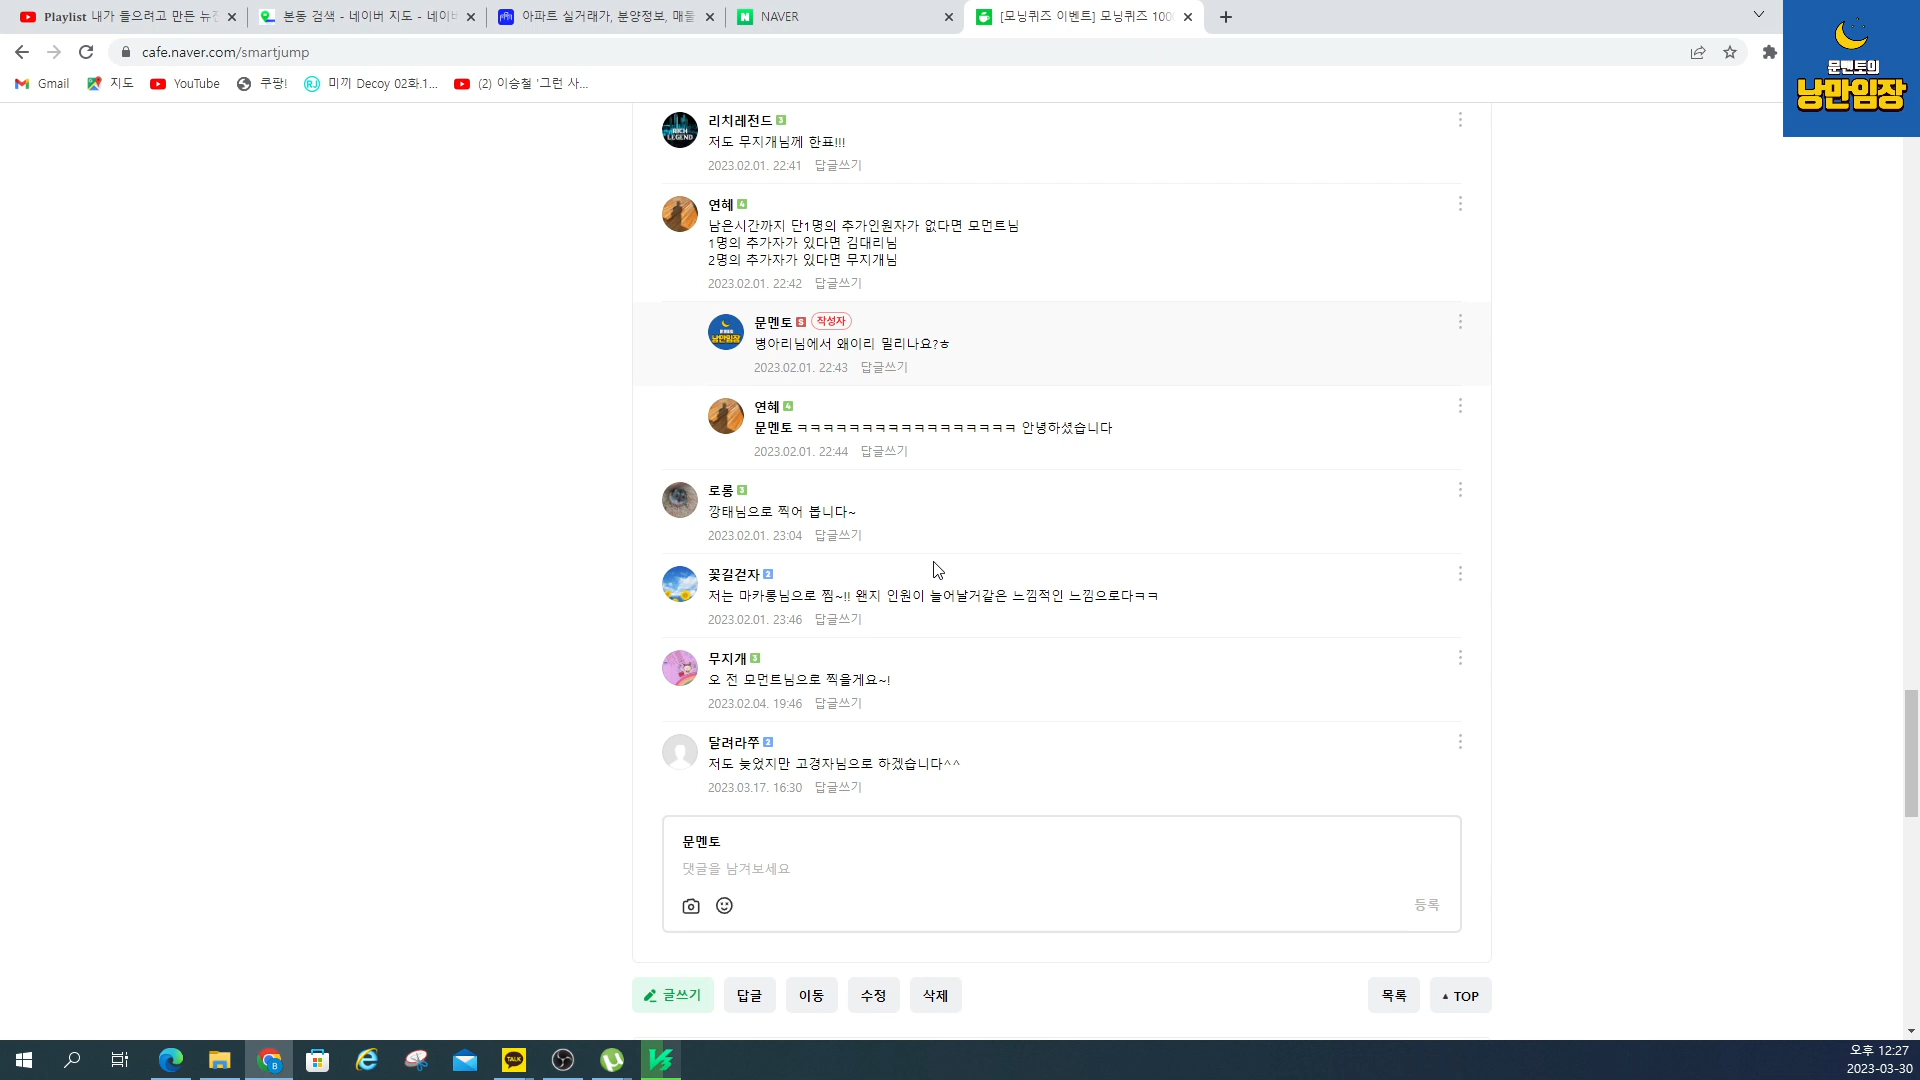 Playlist 내가 들으려고 만든 뉴진
본동 검색 - 네이버 지도 - 네이버
아파트 실거래가, 분양정보, 매물
NAVER
[모닝퀴즈 이벤트] 모닝퀴즈 100
cafe.naver.com/smartjump
Gmail
지도
YouTube
쿠팡!
미끼 Decoy 02화.1...
(2) 이승철 '그런 사...
문멘토의
낭만임장
리치레전드 3
저도 무지개님께 한표!!!
2023.02.01. 22:41 답글쓰기
연혜 4
남은시간까지 단1명의 추가인원자가 없다면 모먼트님
1명의 추가자가 있다면 김대리님
2명의 추가자가 있다면 무지개님
2023.02.01. 22:42 답글쓰기
문멘토 S 작성자
병아리님에서 왜이리 밀리나요?ㅎ
2023.02.01. 22:43 답글쓰기
연혜 4
문멘토 ㅋㅋㅋㅋㅋㅋㅋㅋㅋㅋㅋㅋㅋㅋㅋㅋㅋ 안녕하셨습니다
2023.02.01. 22:44 답글쓰기
로롱 3
깡태님으로 찍어 봅니다~
2023.02.01. 23:04 답글쓰기
꽃길걷자 2
저는 마카롱님으로 찜~!! 왠지 인원이 늘어날거같은 느낌적인 느낌으로다ㅋㅋ
2023.02.01. 23:46 답글쓰기
무지개 3
오 전 모먼트님으로 찍을게요~!
2023.02.04. 19:46 답글쓰기
달려라쭈 2
저도 늦었지만 고경자님으로 하겠습니다^^
2023.03.17. 16:30 답글쓰기
문멘토
댓글을 남겨보세요
등록
글쓰기
답글
이동
수정
삭제
목록
TOP
TALK
오후 12:27
2023-03-30